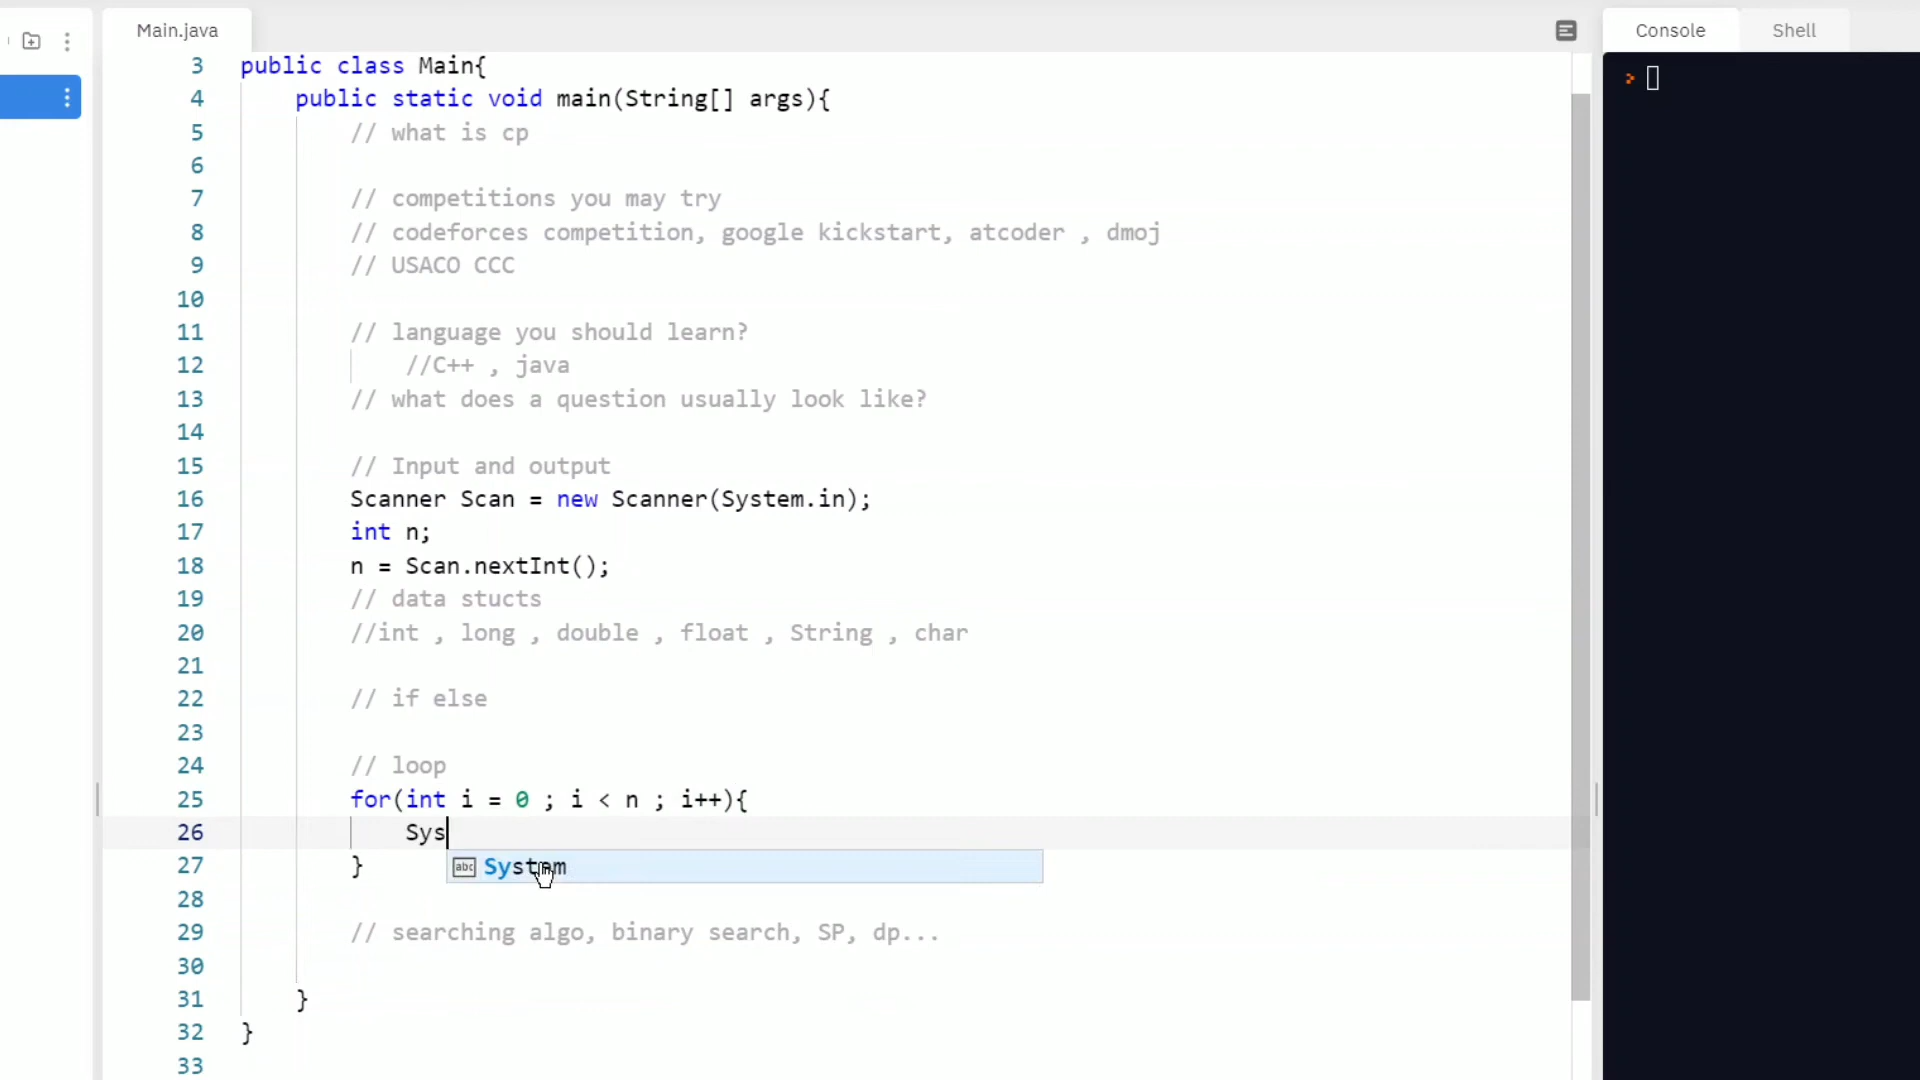 Main.java
Console
Shell
3 public class Main{
4 public static void main(String[] args){
5 // what is cp
6
7 // competitions you may try
8 // codeforces competition, google kickstart, atcoder , dmoj
9 // USACO CCC
10
11 // language you should learn?
12 //C++ , java
13 // what does a question usually look like?
14
15 // Input and output
16 Scanner Scan = new Scanner(System.in);
17 int n;
18 n = Scan.nextInt();
19 // data stucts
20 //int , long , double , float , String , char
21
22 // if else
23
24 // loop
25 for(int i = 0 ; i < n ; i++){
26 Sys
27 }
abc System
28
29 // searching algo, binary search, SP, dp...
30
31 }
32 }
33